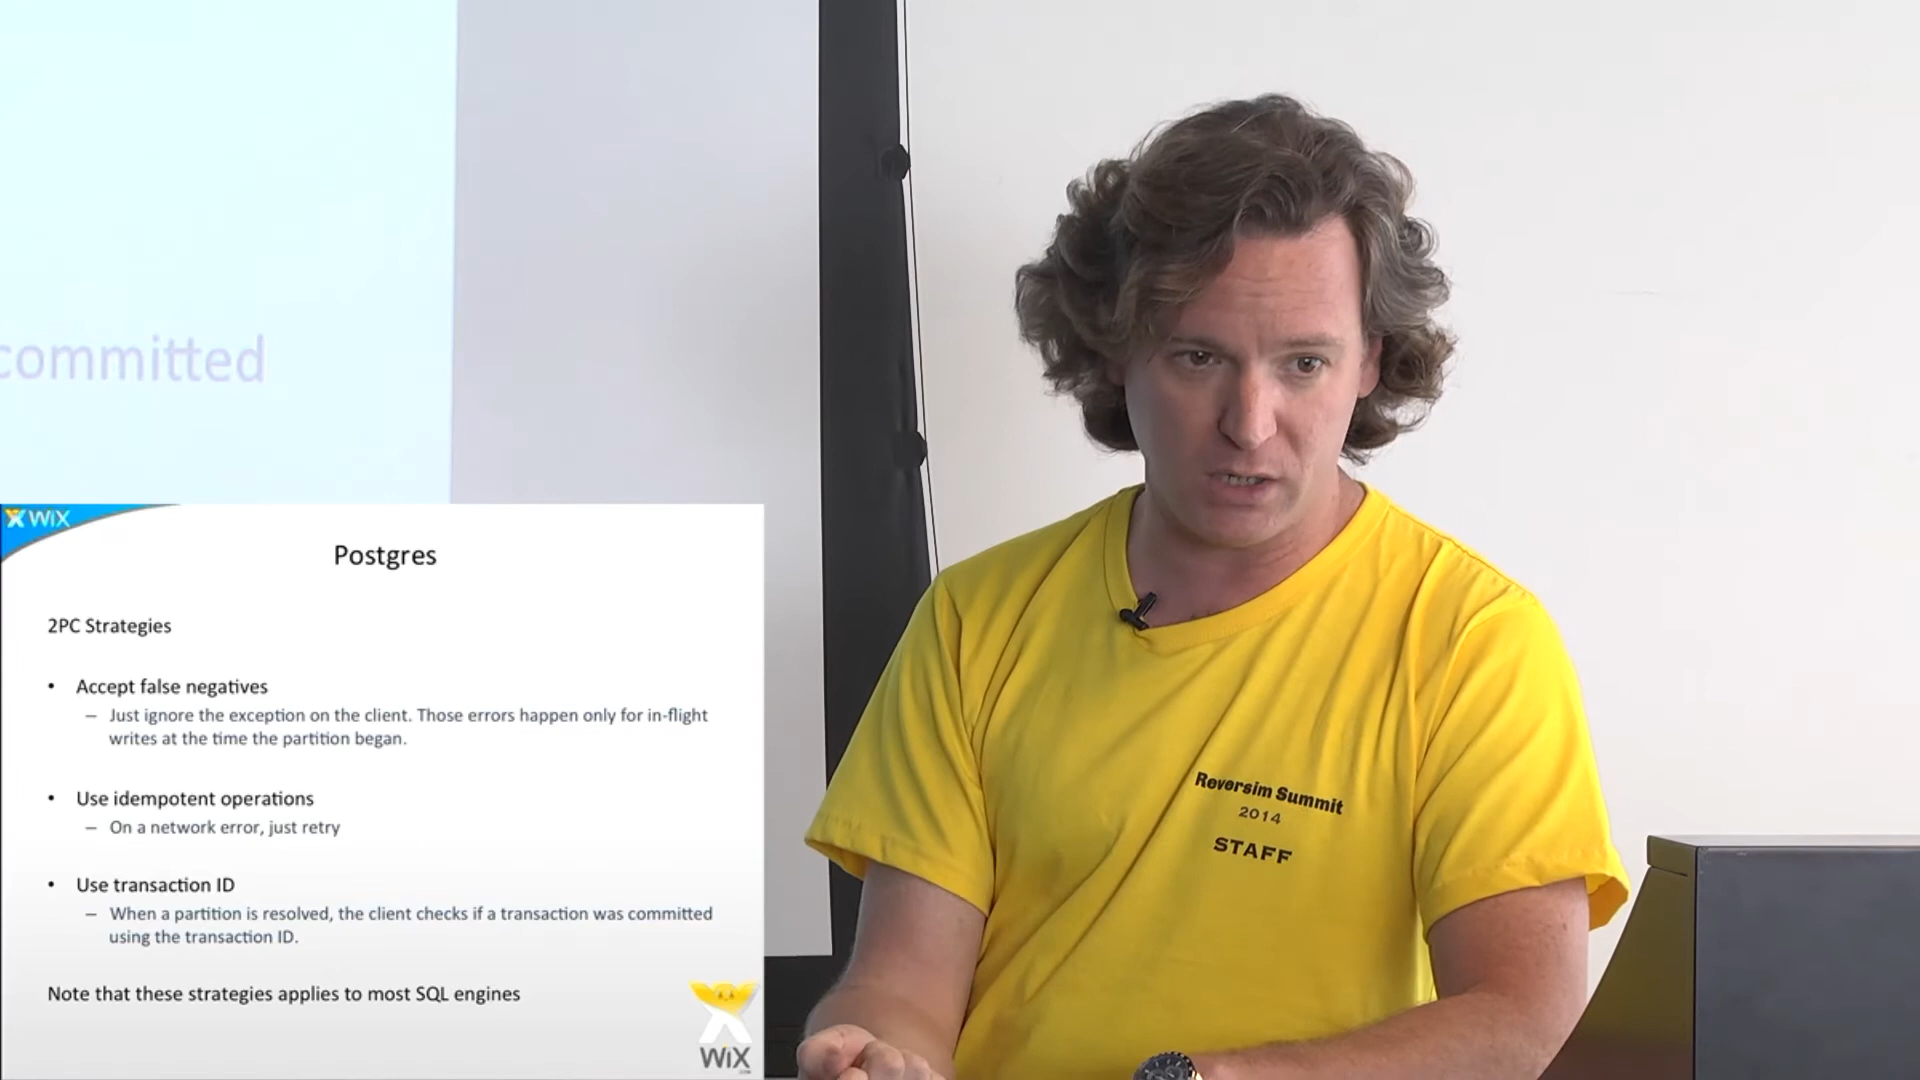 committed
WiX
Postgres
2PC Strategies
• Accept false negatives
– Just ignore the exception on the client. Those errors happen only for in-flight
writes at the time the partition began.
• Use idempotent operations
– On a network error, just retry
• Use transaction ID
– When a partition is resolved, the client checks if a transaction was committed
using the transaction ID.
Note that these strategies applies to most SQL engines
WiX
Reversim Summit
2014
STAFF